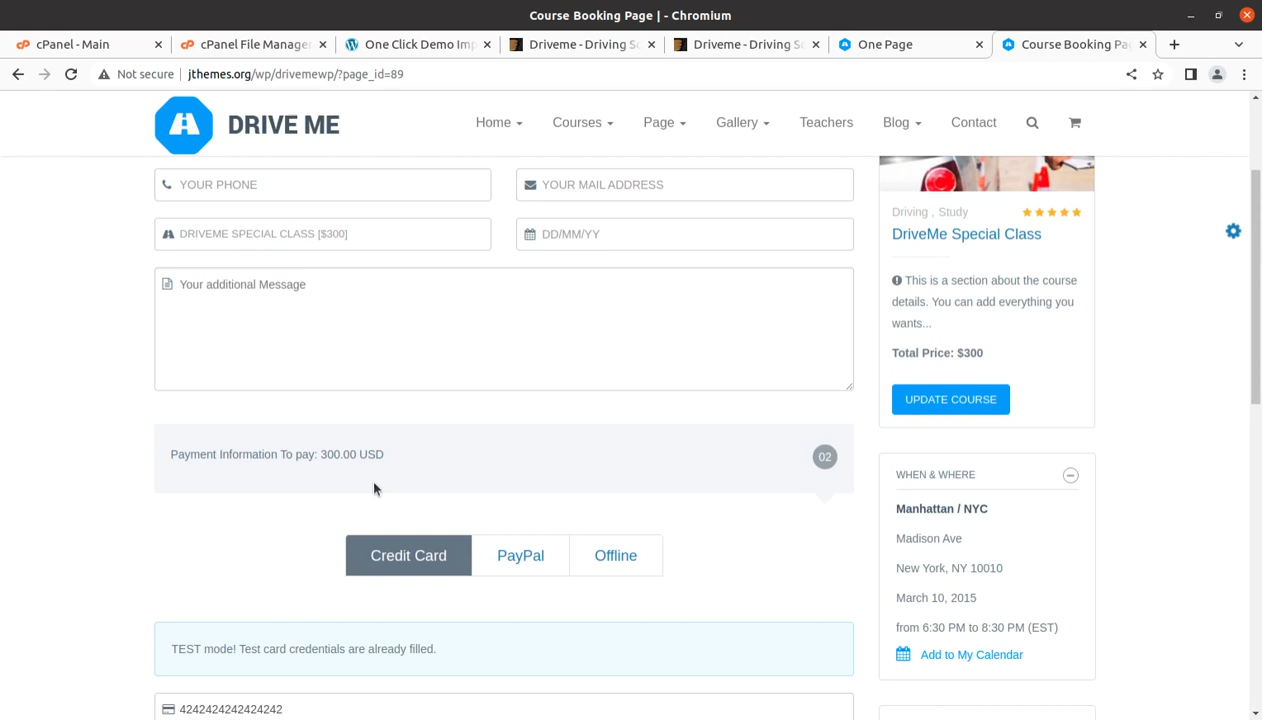 Course Booking Page | - Chromium
cPanel - Main
cPanel File Manager
One Click Demo Imp
Driveme - Driving Sc
Driveme - Driving Sc
One Page
Course Booking Pag
Not secure
jthemes.org/wp/drivemewp/?page_id=89
DRIVE ME
Home
Courses
Page
Gallery
Teachers
Blog
Contact
YOUR PHONE
YOUR MAIL ADDRESS
DRIVEME SPECIAL CLASS [$300]
DD/MM/YY
Your additional Message
Payment Information To pay: 300.00 USD
02
Credit Card
PayPal
Offline
TEST mode! Test card credentials are already filled.
4242424242424242
Driving , Study
DriveMe Special Class
This is a section about the course
details. You can add everything you
wants...
Total Price: $300
UPDATE COURSE
WHEN & WHERE
Manhattan / NYC
Madison Ave
New York, NY 10010
March 10, 2015
from 6:30 PM to 8:30 PM (EST)
Add to My Calendar